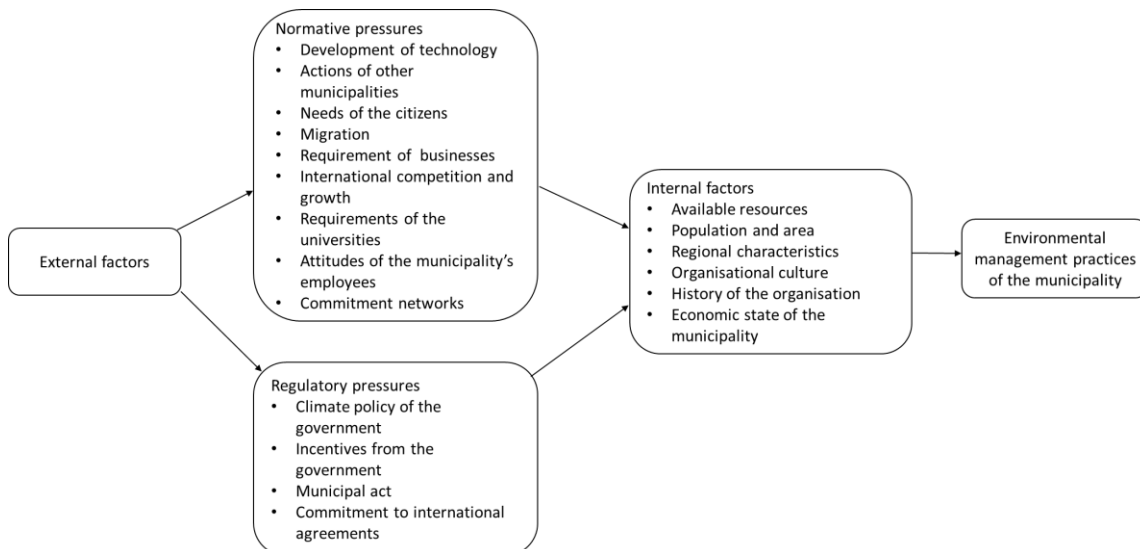 External factors
Normative pressures
• Development of technology
• Actions of other
municipalities
• Needs of the citizens
• Migration
• Requirement of businesses
• International competition and
growth
• Requirements of the
universities
• Attitudes of the municipality's
employees
• Commitment networks
Regulatory pressures
• Climate policy of the
government
• Incentives from the
government
• Municipal act
• Commitment to international
agreements
Internal factors
• Available resources
• Population and area
• Regional characteristics
• Organisational culture
• History of the organisation
• Economic state of the
municipality
Environmental
management practices
of the municipality